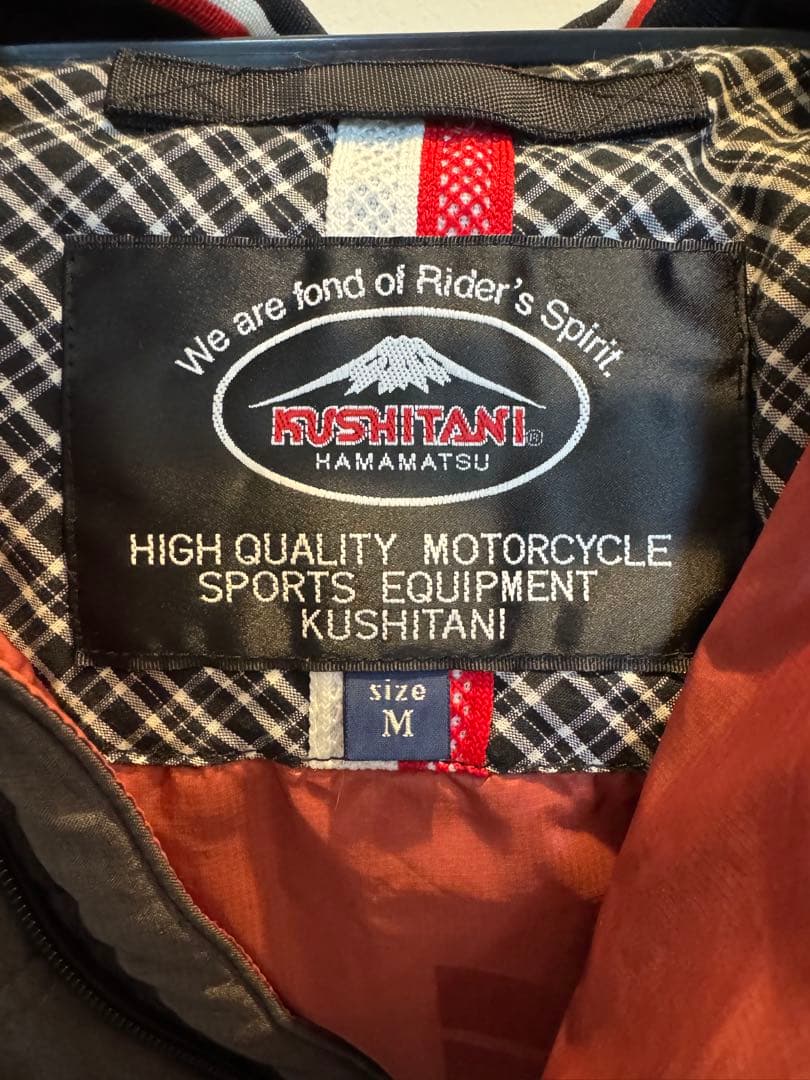 We are fond of Rider's Spirit.
KUSHITANI®
HAMAMATSU
HIGH QUALITY MOTORCYCLE
SPORTS EQUIPMENT
KUSHITANI
size
M